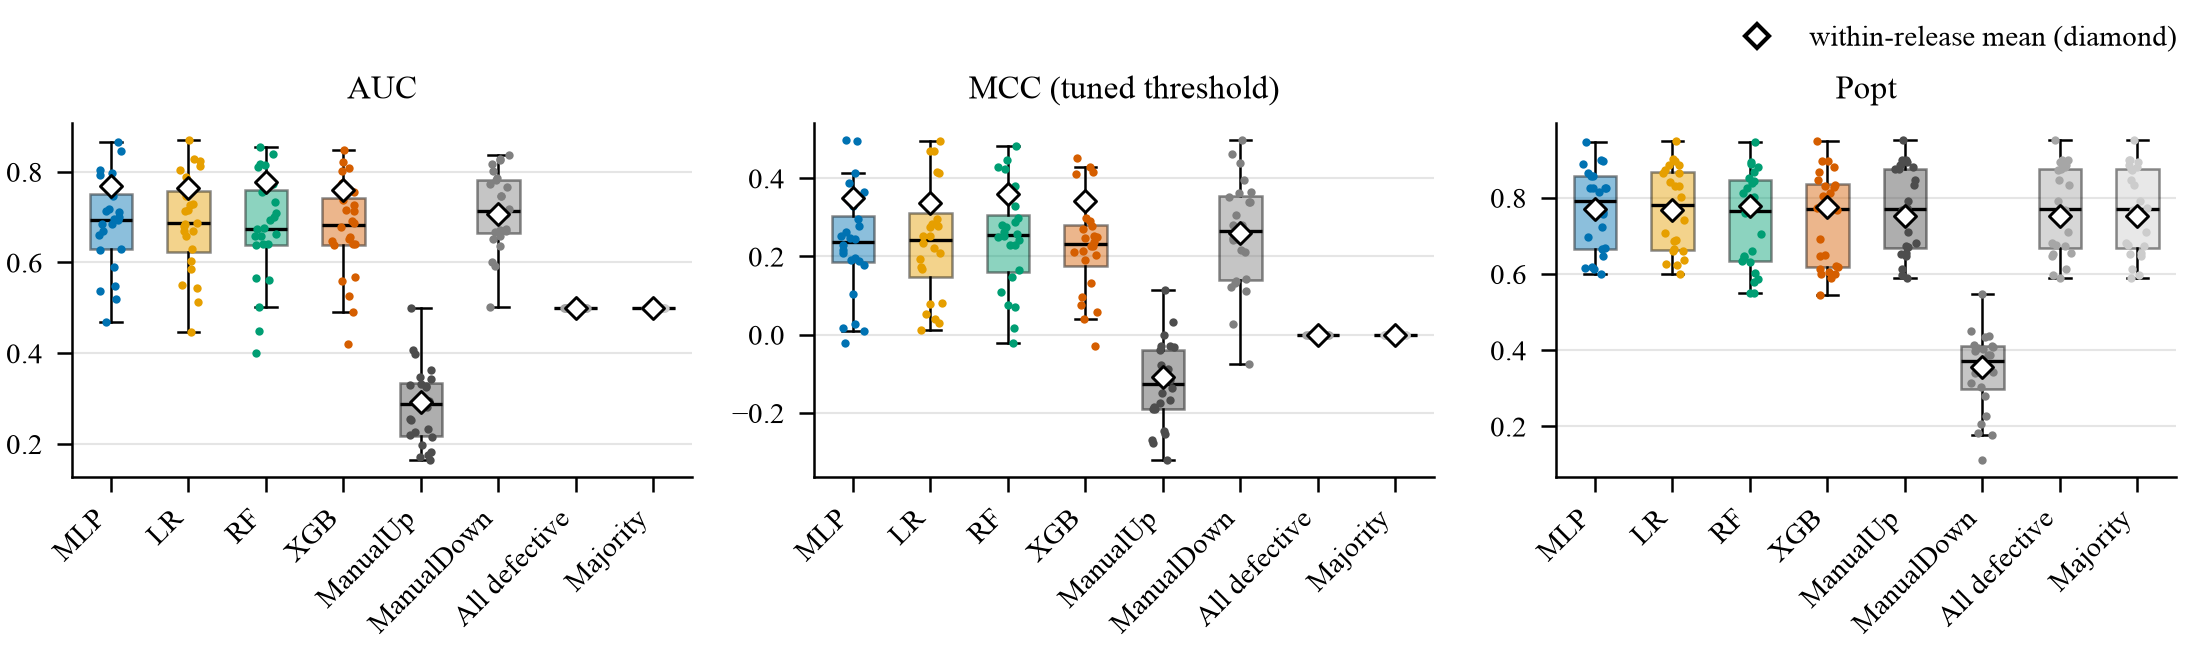 within-release mean (diamond)
AUC
0.8
0.6
0.4
0.2
MLP
LR
RF
XGB
ManualUp
ManualDown
All defective
Majority
MCC (tuned threshold)
0.4
0.2
0.0
−0.2
MLP
LR
RF
XGB
ManualUp
ManualDown
All defective
Majority
Popt
0.8
0.6
0.4
0.2
MLP
LR
RF
XGB
ManualUp
ManualDown
All defective
Majority